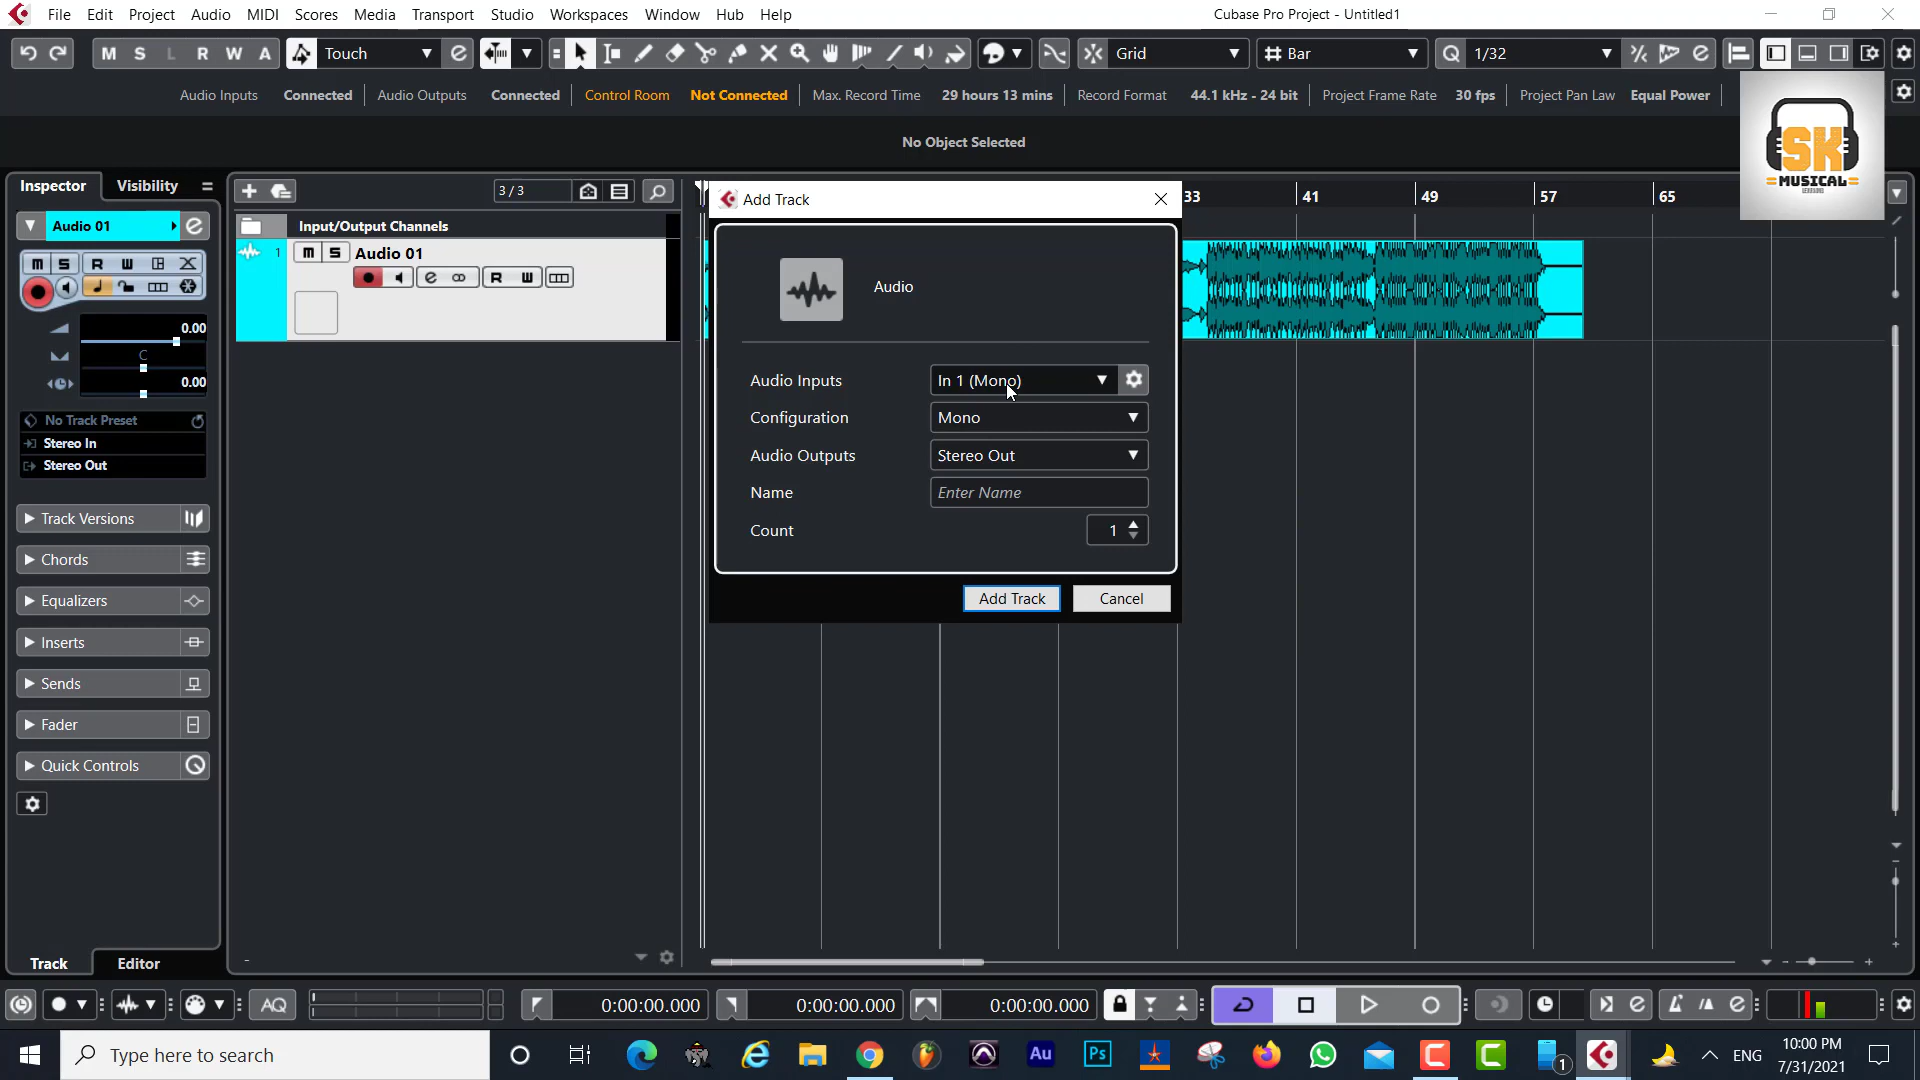 File Edit Project Audio MIDI Scores Media Transport Studio Workspaces Window Hub Help
Cubase Pro Project - Untitled1
M S L R W A Touch Grid Bar 1/32
Audio Inputs Connected Audio Outputs Connected Control Room Not Connected Max. Record Time 29 hours 13 mins Record Format 44.1 kHz - 24 bit Project Frame Rate 30 fps Project Pan Law Equal Power
No Object Selected
SK
MUSICAL
Inspector Visibility
3 / 3
Add Track
33 41 49 57 65
Audio 01
Input/Output Channels
1 M S Audio 01
M S R W
R W
Audio
0.00
C
0.00
Audio Inputs In 1 (Mono)
Configuration Mono
Audio Outputs Stereo Out
Name Enter Name
Count 1
Add Track Cancel
No Track Preset
Stereo In
Stereo Out
Track Versions
Chords
Equalizers
Inserts
Sends
Fader
Quick Controls
Track Editor
AQ 0:00:00.000 0:00:00.000 0:00:00.000
Type here to search
Au Ps 1 ENG
10:00 PM
7/31/2021